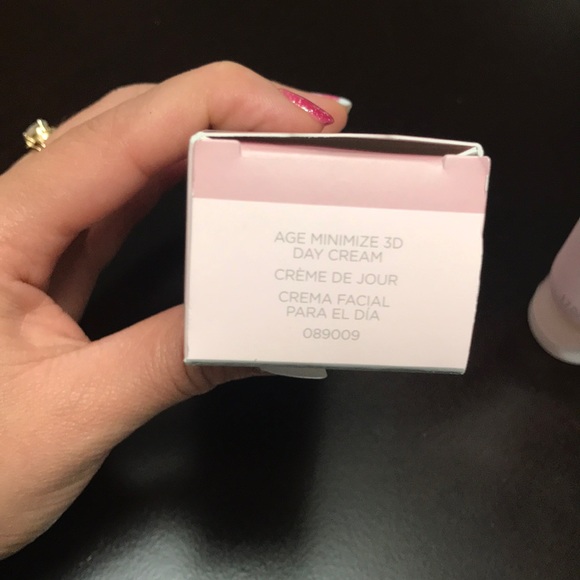 AGE MINIMIZE 3D
DAY CREAM
CRÈME DE JOUR
CREMA FACIAL
PARA EL DÍA
089009